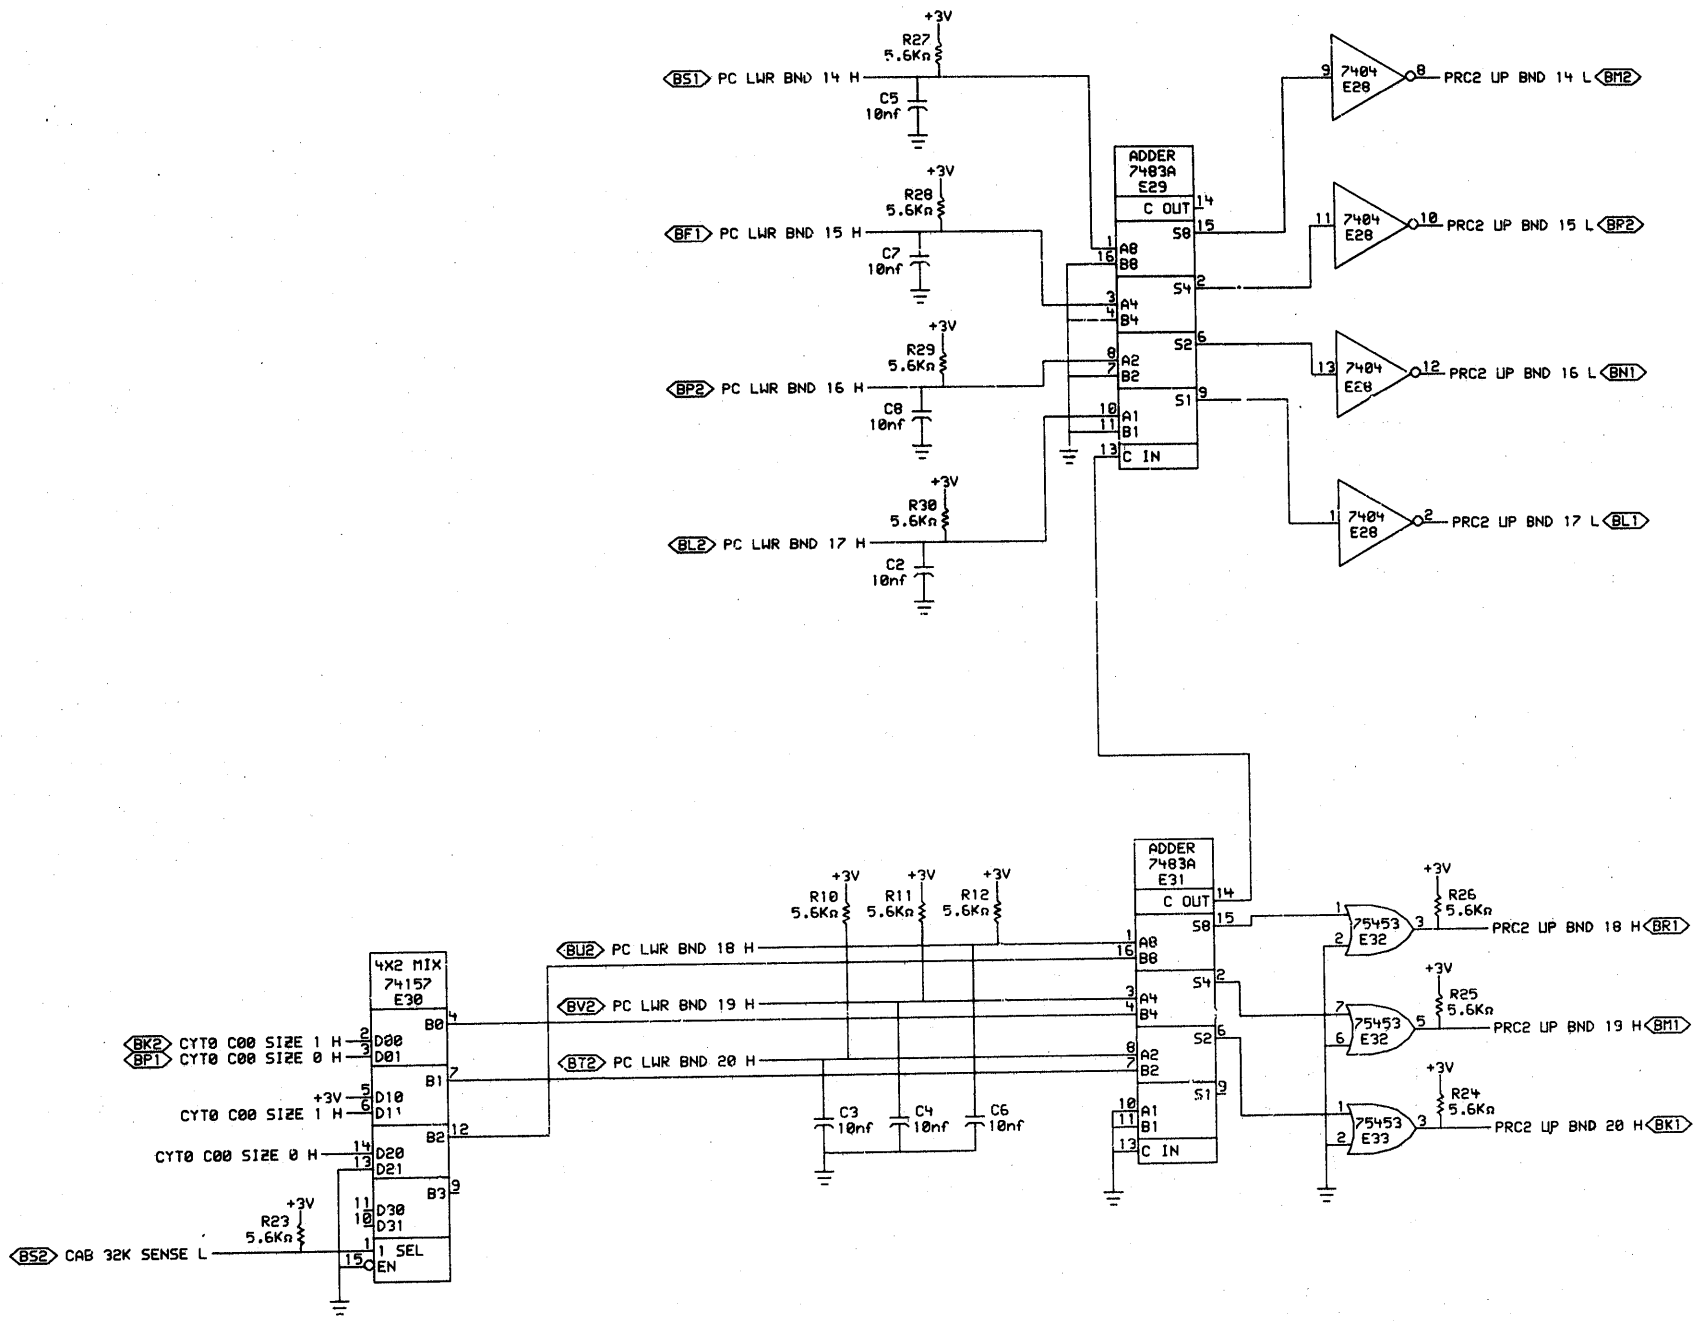 +3V
R27
5.6KΩ
BS1 PC LWR BND 14 H
C5
10nf
9 7404 8 PRC2 UP BND 14 L BM2
E28
ADDER
7483A
E29
C OUT 14
S8 15
1 A8
16 B8
S4 2
3 A4
4 B4
S2 6
8 A2
7 B2
S1 9
10 A1
11 B1
13 C IN
+3V
R28
5.6KΩ
BF1 PC LWR BND 15 H
C7
10nf
11 7404 10 PRC2 UP BND 15 L BR2
E28
+3V
R29
5.6KΩ
BP2 PC LWR BND 16 H
C8
10nf
13 7404 12 PRC2 UP BND 16 L BN1
E28
+3V
R30
5.6KΩ
BL2 PC LWR BND 17 H
C2
10nf
1 7404 2 PRC2 UP BND 17 L BL1
E28
ADDER
7483A
E31
C OUT 14
S8 15
1 A8
16 B8
S4 2
3 A4
4 B4
S2 6
8 A2
7 B2
S1 9
10 A1
11 B1
13 C IN
+3V +3V +3V
R10 R11 R12
5.6KΩ 5.6KΩ 5.6KΩ
BU2 PC LWR BND 18 H
BV2 PC LWR BND 19 H
BT2 PC LWR BND 20 H
C3 C4 C6
10nf 10nf 10nf
+3V
R26
5.6KΩ
1 75453 3 PRC2 UP BND 18 H BR1
2 E32
+3V
R25
5.6KΩ
7 75453 5 PRC2 UP BND 19 H BM1
6 E32
+3V
R24
5.6KΩ
1 75453 3 PRC2 UP BND 20 H BK1
2 E33
4X2 MIX
74157
E30
B0 4
BK2 CYT0 C00 SIZE 1 H 2 D00
BP1 CYT0 C00 SIZE 0 H 3 D01
B1 7
+3V 5 D10
CYT0 C00 SIZE 1 H 6 D11
B2 12
CYT0 C00 SIZE 0 H 14 D20
13 D21
B3 9
11 D30
10 D31
+3V
R23
5.6KΩ
BS2 CAB 32K SENSE L 1 1 SEL
15 EN